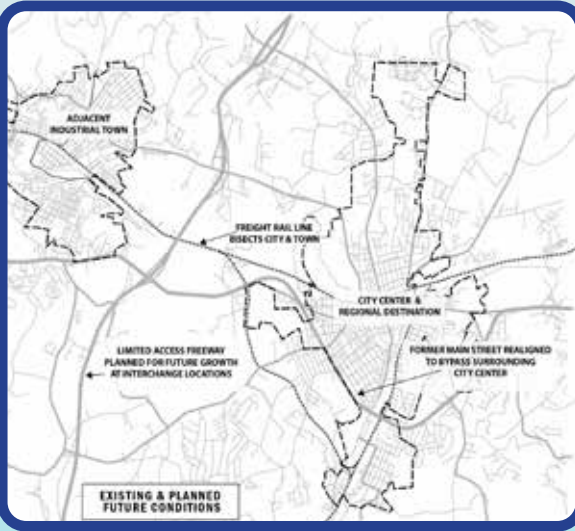 ADJACENT
INDUSTRIAL TOWN
FREIGHT RAIL LINE
BISECTS CITY & TOWN
CITY CENTER &
REGIONAL DESTINATION
LIMITED ACCESS FREEWAY
PLANNED FOR FUTURE GROWTH
AT INTERCHANGE LOCATIONS
FORMER MAIN STREET REALIGNED
TO BYPASS SURROUNDING
CITY CENTER
EXISTING & PLANNED
FUTURE CONDITIONS